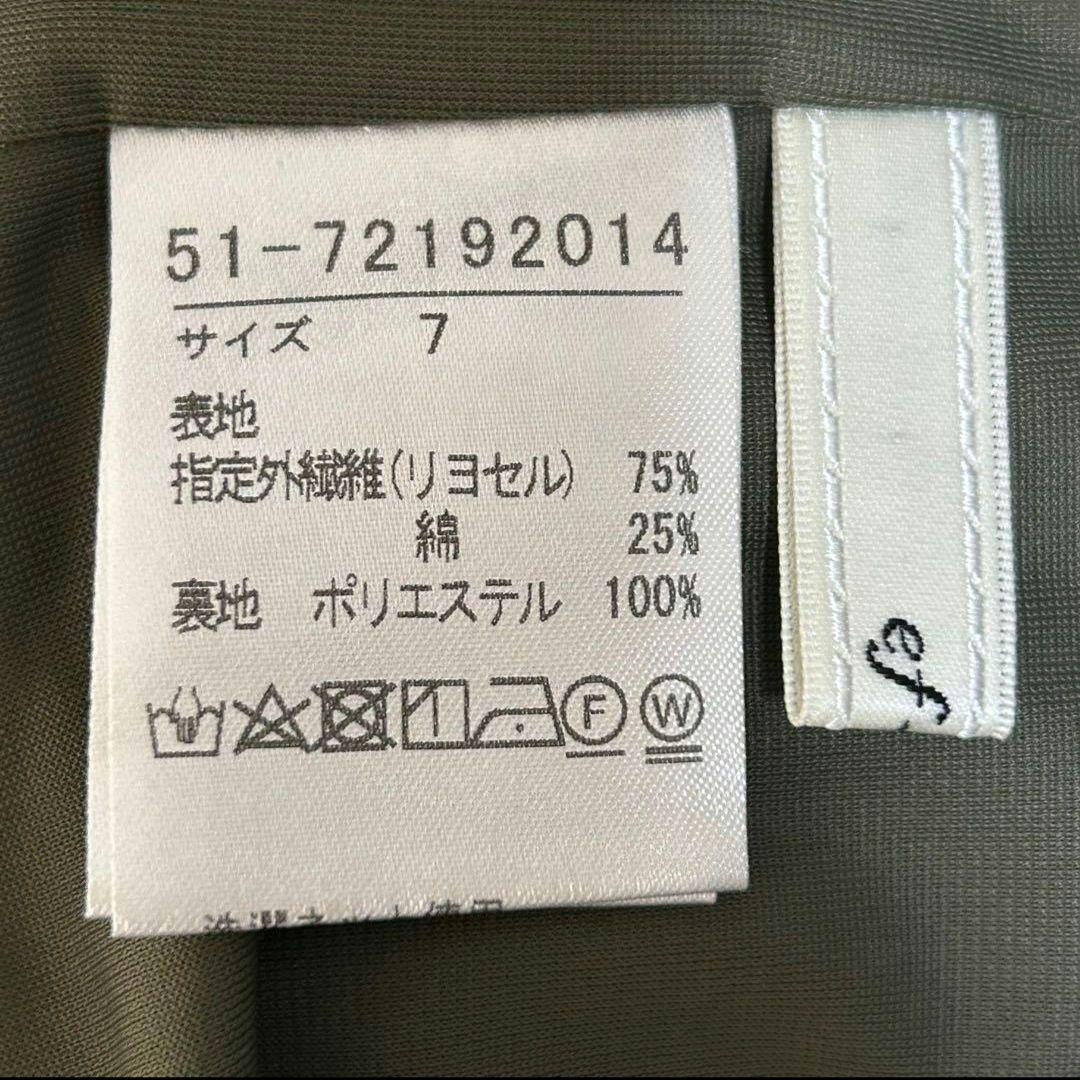 51-72192014
サイズ 7
表地
指定外繊維(リヨセル) 75%
綿 25%
裏地 ポリエステル 100%
F W
ef